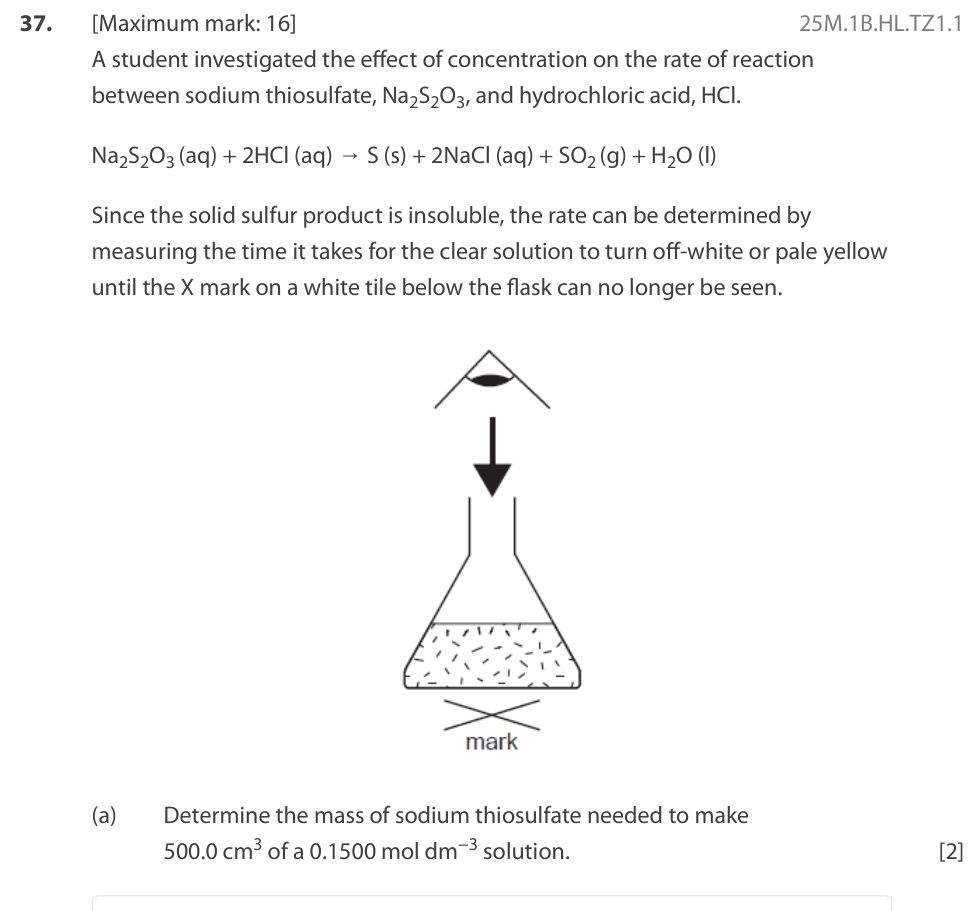 37. [Maximum mark: 16] 25M.1B.HL.TZ1.1
A student investigated the effect of concentration on the rate of reaction
between sodium thiosulfate, Na₂S₂O₃, and hydrochloric acid, HCl.
Na₂S₂O₃ (aq) + 2HCl (aq) → S (s) + 2NaCl (aq) + SO₂ (g) + H₂O (l)
Since the solid sulfur product is insoluble, the rate can be determined by
measuring the time it takes for the clear solution to turn off-white or pale yellow
until the X mark on a white tile below the flask can no longer be seen.
mark
(a) Determine the mass of sodium thiosulfate needed to make
500.0 cm³ of a 0.1500 mol dm⁻³ solution. [2]